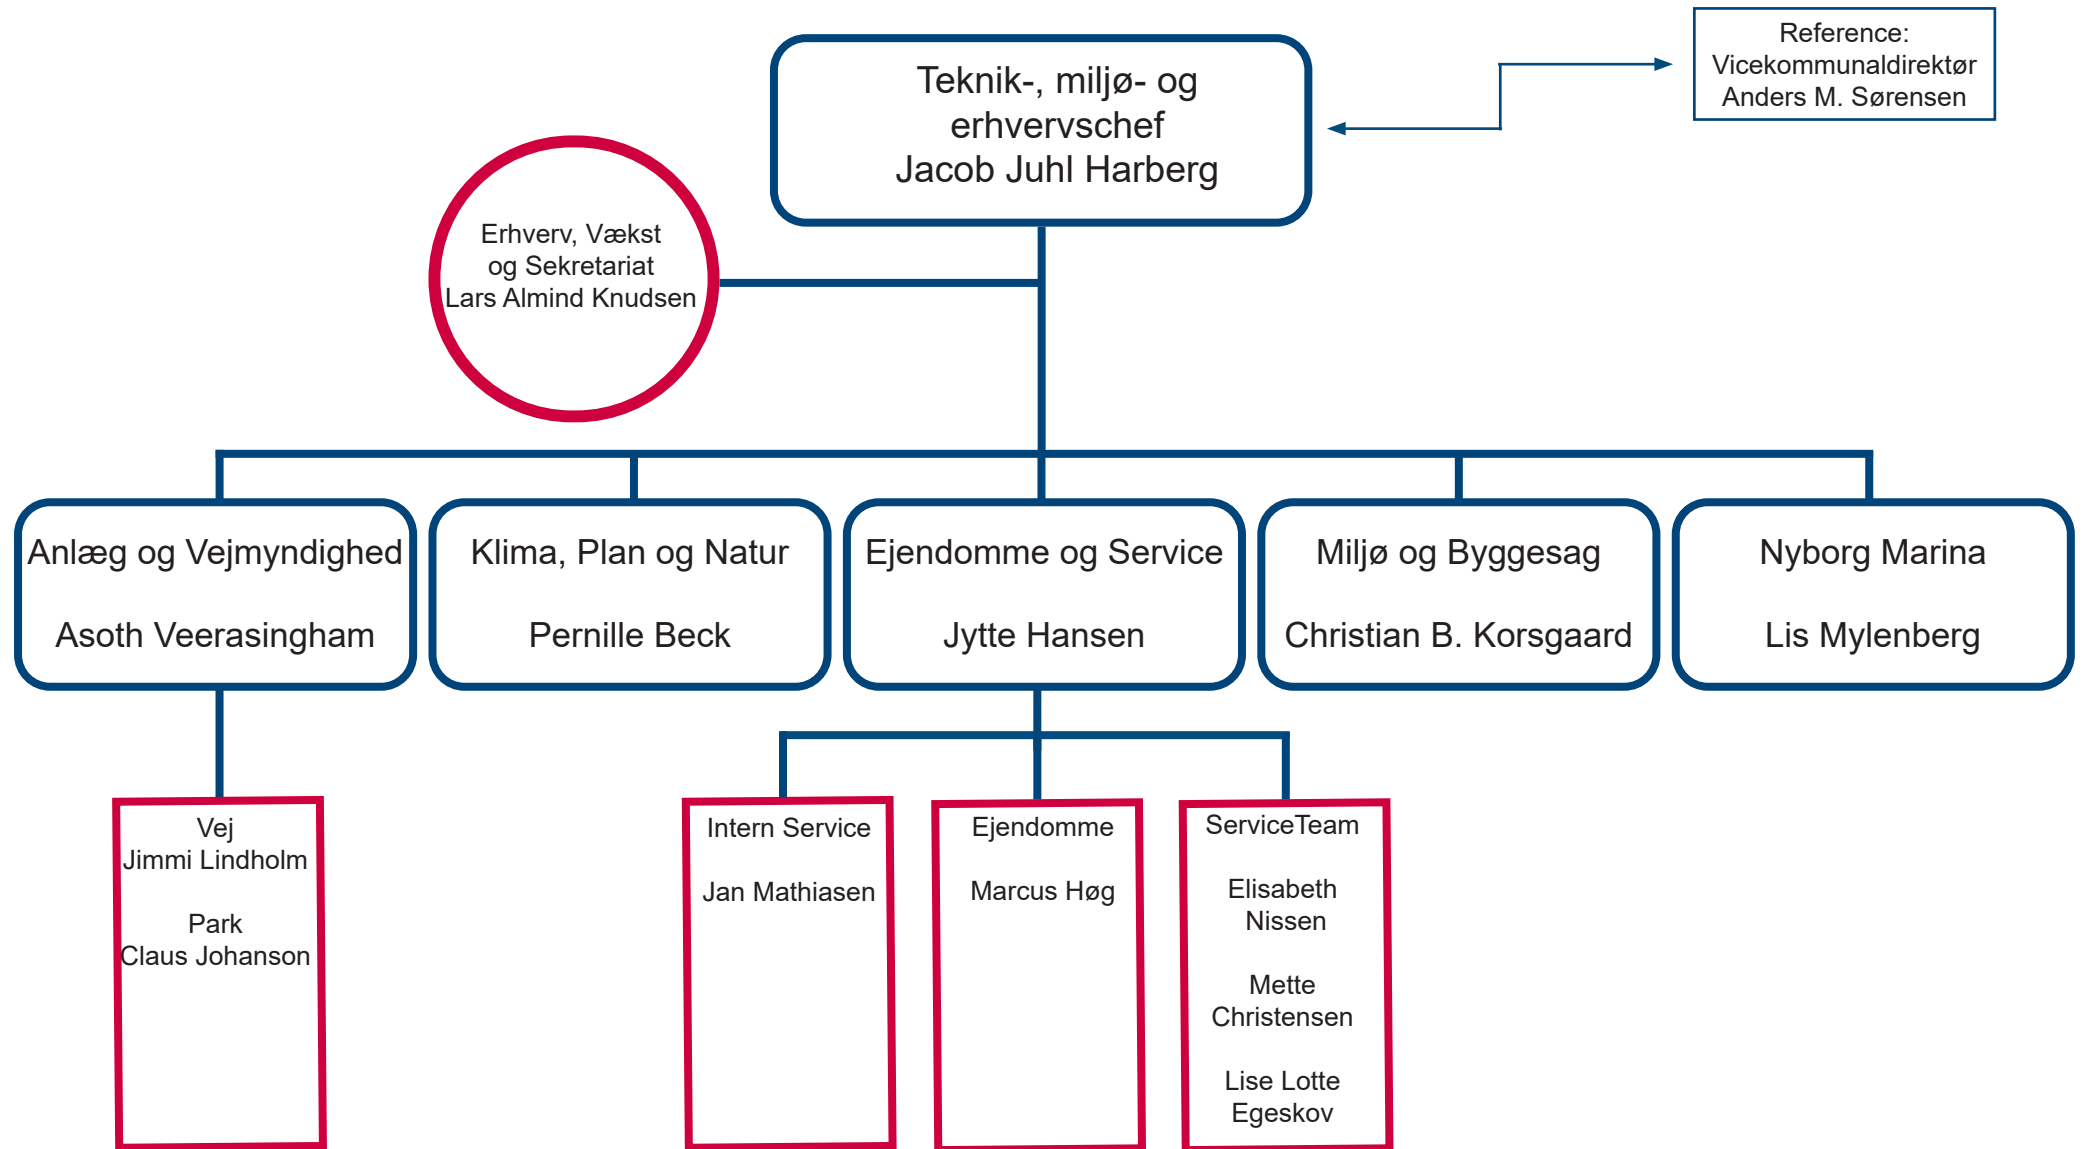 Reference:
Vicekommunaldirektør
Anders M. Sørensen
Teknik-, miljø- og
erhvervschef
Jacob Juhl Harberg
Erhverv, Vækst
og Sekretariat
Lars Almind Knudsen
Anlæg og Vejmyndighed
Asoth Veerasingham
Klima, Plan og Natur
Pernille Beck
Ejendomme og Service
Jytte Hansen
Miljø og Byggesag
Christian B. Korsgaard
Nyborg Marina
Lis Mylenberg
Vej
Jimmi Lindholm
Park
Claus Johanson
Intern Service
Jan Mathiasen
Ejendomme
Marcus Høg
ServiceTeam
Elisabeth
Nissen
Mette
Christensen
Lise Lotte
Egeskov